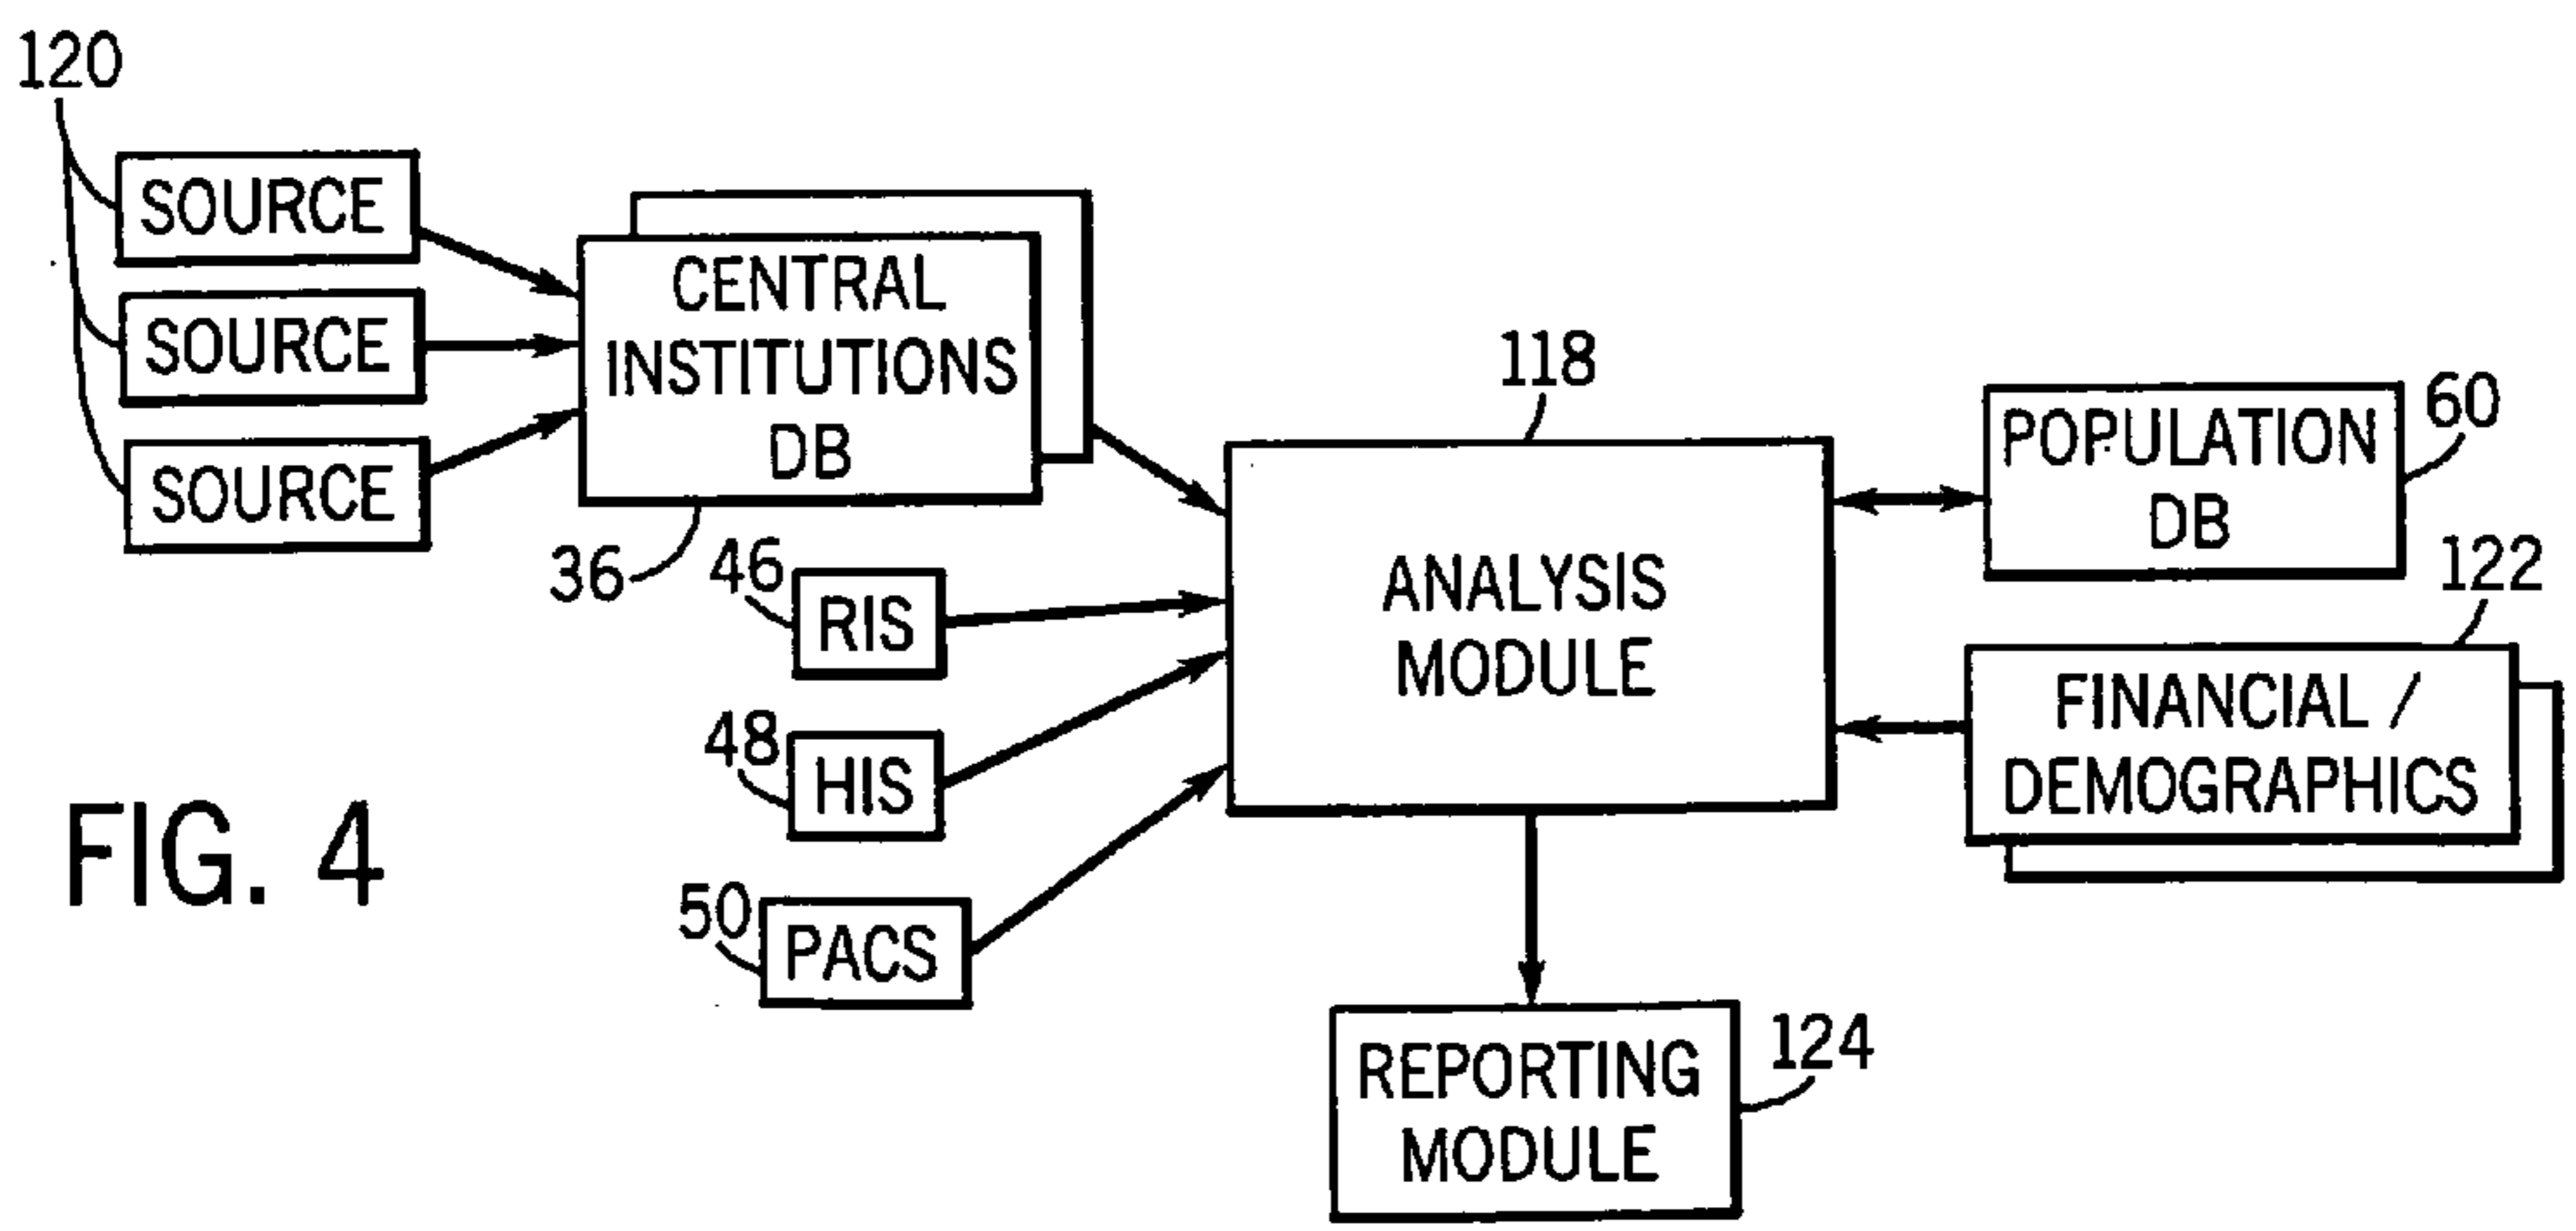 120
SOURCE
SOURCE
SOURCE
CENTRAL
INSTITUTIONS
DB
36
46
RIS
48
HIS
50
PACS
118
ANALYSIS
MODULE
POPULATION
DB
60
122
FINANCIAL /
DEMOGRAPHICS
REPORTING
MODULE
124
FIG. 4